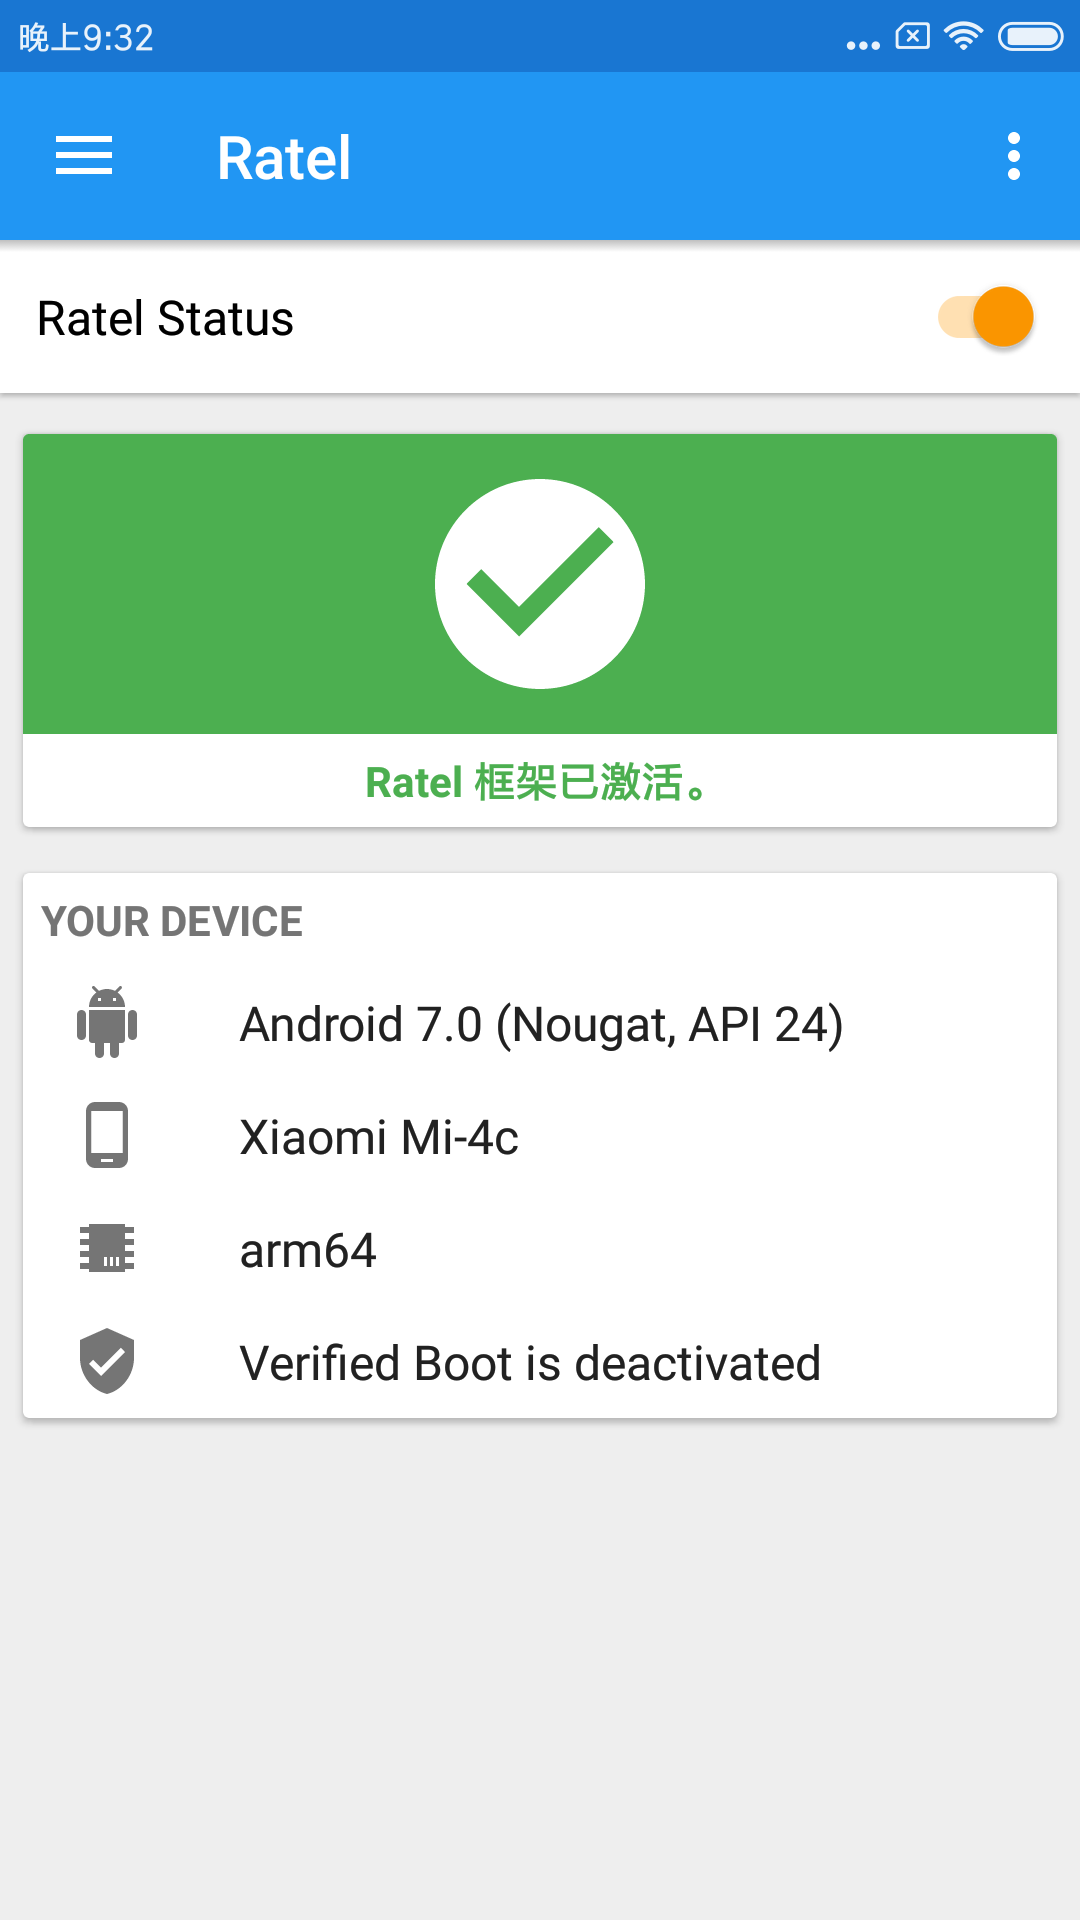 晚上9:32
Ratel
Ratel Status
Ratel 框架已激活。
YOUR DEVICE
Android 7.0 (Nougat, API 24)
Xiaomi Mi-4c
arm64
Verified Boot is deactivated